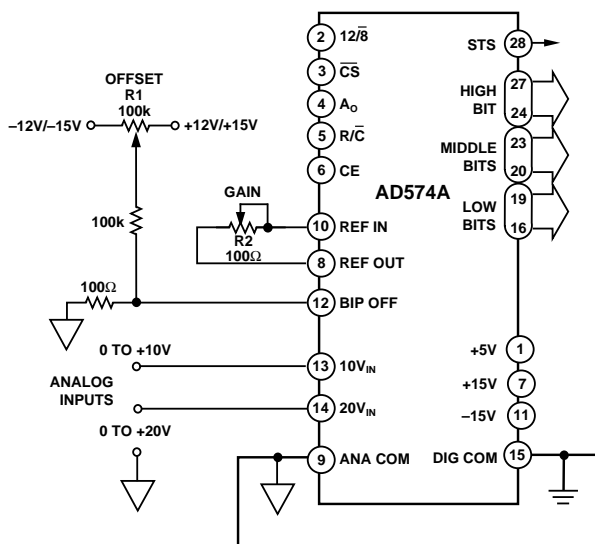 OFFSET
R1
100k
–12V/–15V
+12V/+15V
100k
100Ω
GAIN
R2
100Ω
0 TO +10V
ANALOG
INPUTS
0 TO +20V
2 12/8̅
3 C̅S̅
4 AO
5 R/C̅
6 CE
10 REF IN
8 REF OUT
12 BIP OFF
13 10VIN
14 20VIN
9 ANA COM
AD574A
STS 28
HIGH
BIT
27
24
MIDDLE
BITS
23
20
LOW
BITS
19
16
+5V 1
+15V 7
–15V 11
DIG COM 15